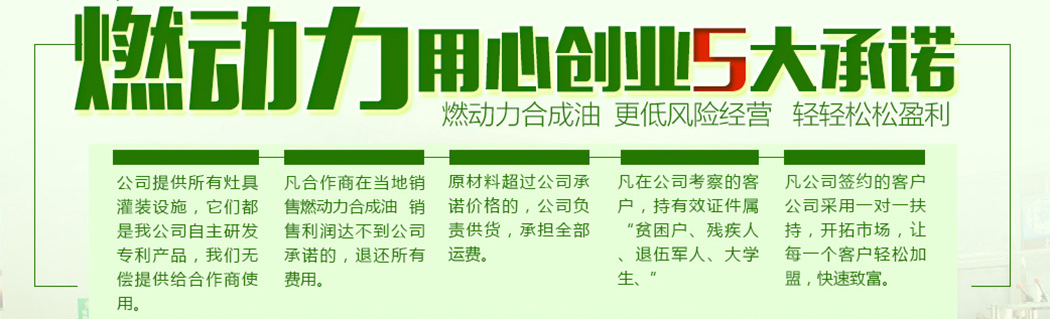 燃动力 用心创业5大承诺
燃动力合成油 更低风险经营 轻轻松松盈利
公司提供所有灶具
灌装设施，它们都
是我公司自主研发
专利产品，我们无
偿提供给合作商使
用。
凡合作商在当地销
售燃动力合成油 销
售利润达不到公司
承诺的，退还所有
费用。
原材料超过公司承
诺价格的，公司负
责供货，承担全部
运费。
凡在公司考察的客
户，持有效证件属
“贫困户、残疾人
、退伍军人、大学
生、”
凡公司签约的客户
公司采用一对一扶
持，开拓市场，让
每一个客户轻松加
盟，快速致富。